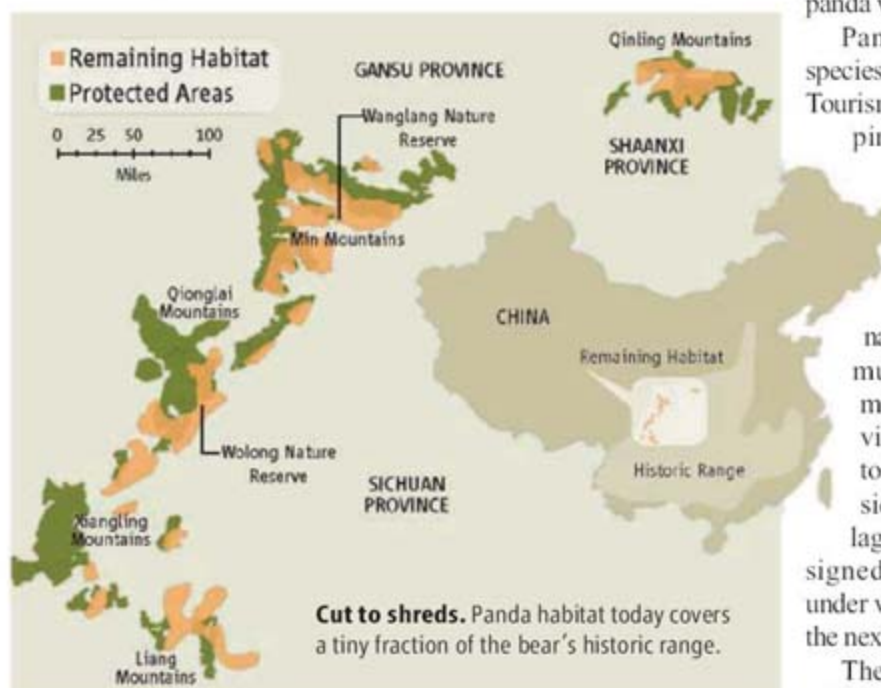 Remaining Habitat
Protected Areas
0 25 50 100
Miles
GANSU PROVINCE
Wanglang Nature
Reserve
Qinling Mountains
SHAANXI
PROVINCE
Min Mountains
Qionglai
Mountains
CHINA
Remaining Habitat
Historic Range
Wolong Nature
Reserve
SICHUAN
PROVINCE
Xiangling
Mountains
Liang
Mountains
Cut to shreds. Panda habitat today covers
a tiny fraction of the bear's historic range.
panda
Pan
species
Tourism
pin
na
mu
m
vi
to
sid
lag
signed
under v
the nex
The